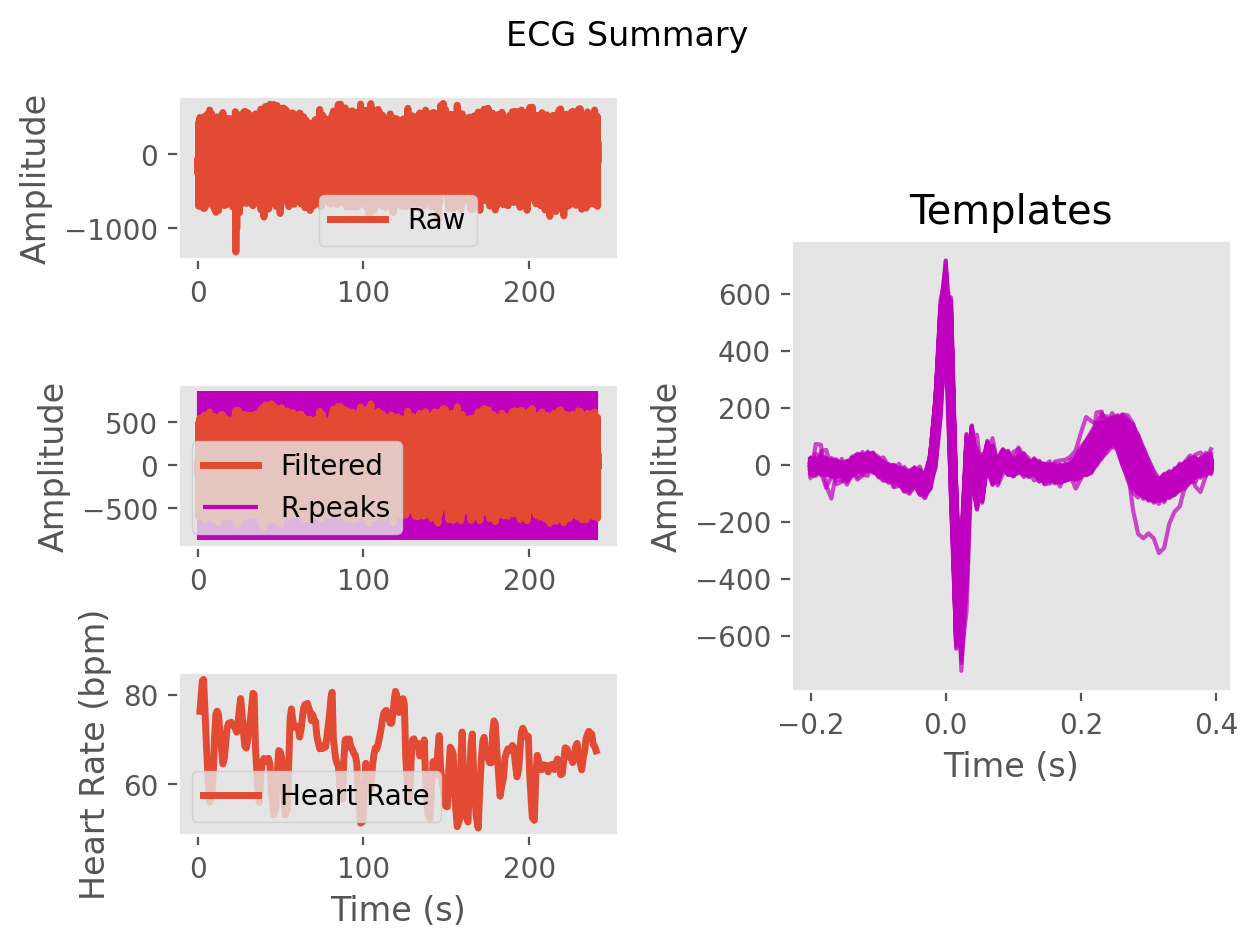 ECG Summary
Amplitude
0
−1000
Raw
0 100 200
Amplitude
500
0
−500
Filtered
R-peaks
0 100 200
Heart Rate (bpm)
80
60
Heart Rate
0 100 200
Time (s)
Templates
Amplitude
600
400
200
0
−200
−400
−600
−0.2 0.0 0.2 0.4
Time (s)